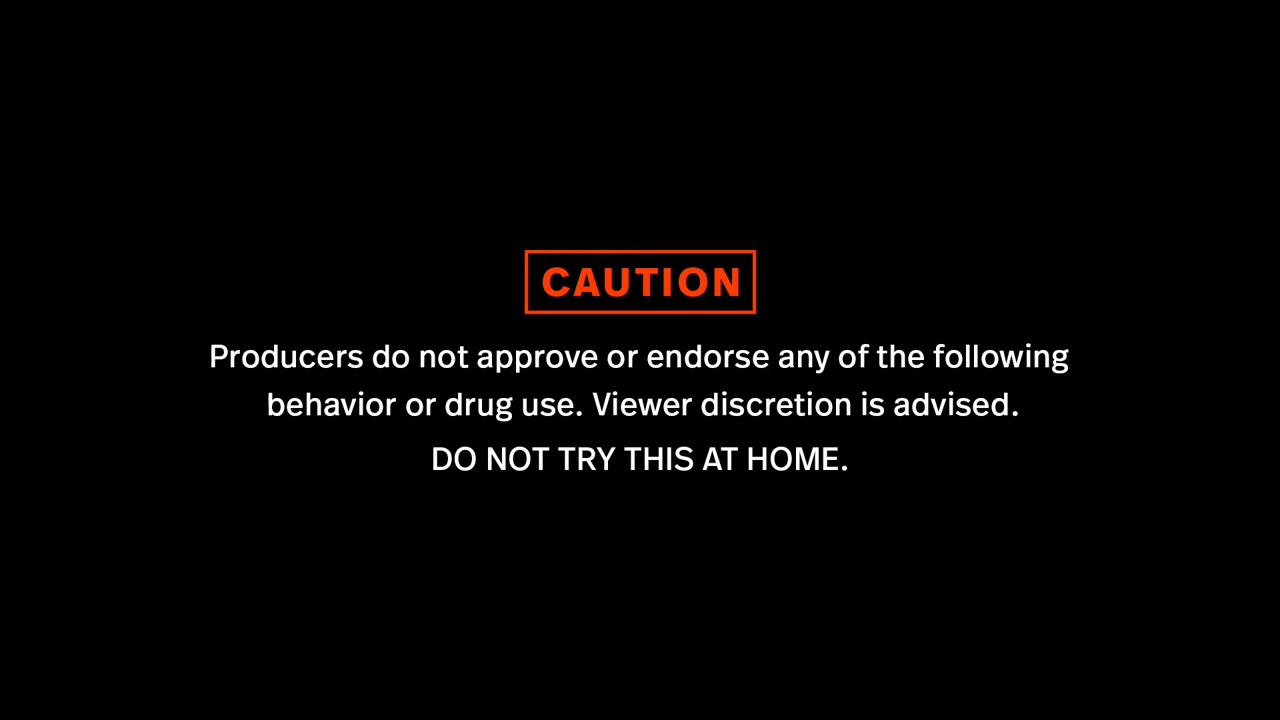 CAUTION
Producers do not approve or endorse any of the following
behavior or drug use. Viewer discretion is advised.
DO NOT TRY THIS AT HOME.